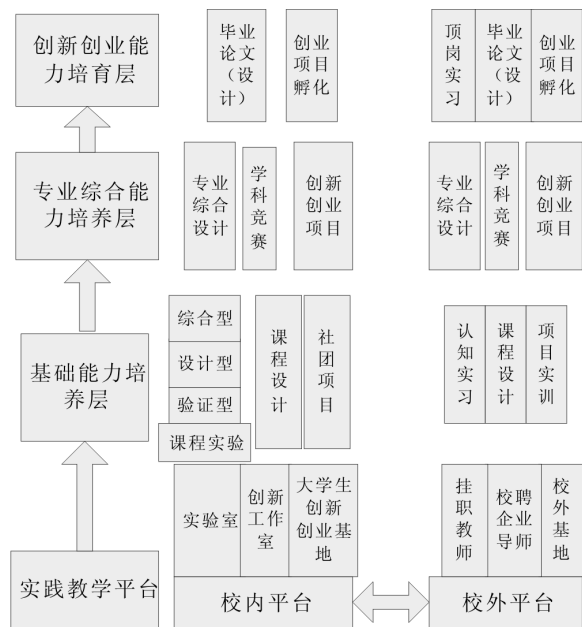 创新创业能
力培育层
毕业
论文
（设
计）
创业
项目
孵化
顶
岗
实
习
毕业
论文
（设
计）
创业
项目
孵化
专业综合能
力培养层
专业
综合
设计
学
科
竞
赛
创新
创业
项目
专业
综合
设计
学
科
竞
赛
创新
创业
项目
基础能力培
养层
综合型
设计型
验证型
课程实验
课
程
设
计
社
团
项
目
认
知
实
习
课
程
设
计
项
目
实
训
实践教学平台
实验室
创新
工作
室
大学生
创新
创业基
地
校内平台
挂
职
教
师
校聘
企业
导师
校
外
基
地
校外平台